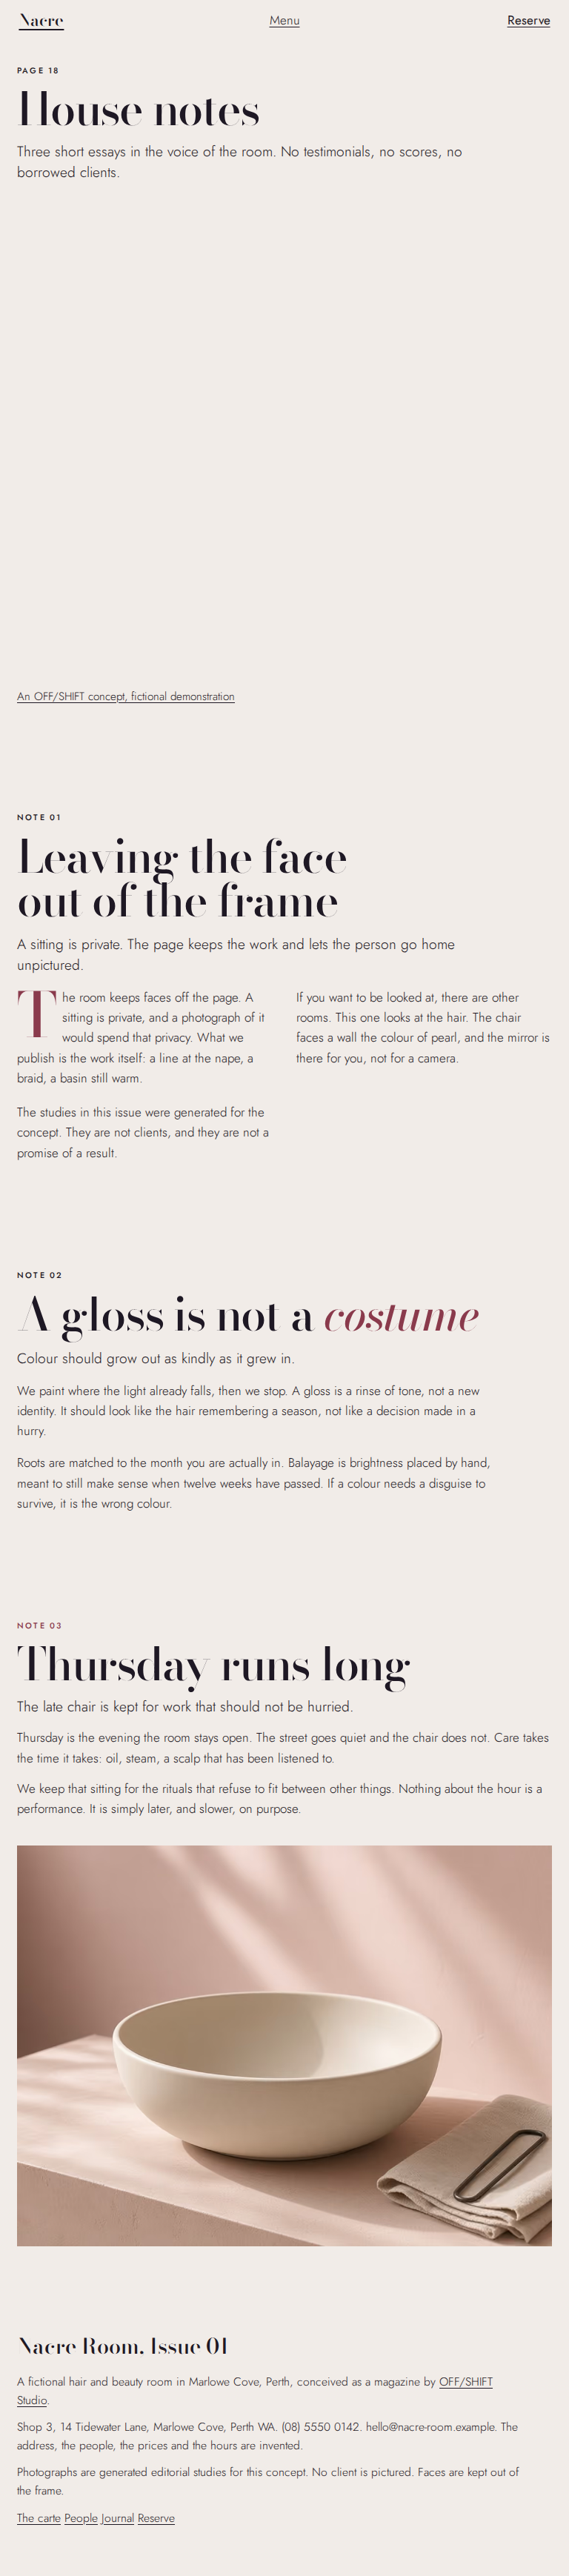 Nacre
Menu
Reserve
PAGE 18
House notes
Three short essays in the voice of the room. No testimonials, no scores, no
borrowed clients.
An OFF/SHIFT concept, fictional demonstration
NOTE 01
Leaving the face
out of the frame
A sitting is private. The page keeps the work and lets the person go home
unpictured.
The room keeps faces off the page. A
sitting is private, and a photograph of it
would spend that privacy. What we
publish is the work itself: a line at the nape, a
braid, a basin still warm.
The studies in this issue were generated for the
concept. They are not clients, and they are not a
promise of a result.
If you want to be looked at, there are other
rooms. This one looks at the hair. The chair
faces a wall the colour of pearl, and the mirror is
there for you, not for a camera.
NOTE 02
A gloss is not a costume
Colour should grow out as kindly as it grew in.
We paint where the light already falls, then we stop. A gloss is a rinse of tone, not a new
identity. It should look like the hair remembering a season, not like a decision made in a
hurry.
Roots are matched to the month you are actually in. Balayage is brightness placed by hand,
meant to still make sense when twelve weeks have passed. If a colour needs a disguise to
survive, it is the wrong colour.
NOTE 03
Thursday runs long
The late chair is kept for work that should not be hurried.
Thursday is the evening the room stays open. The street goes quiet and the chair does not. Care takes
the time it takes: oil, steam, a scalp that has been listened to.
We keep that sitting for the rituals that refuse to fit between other things. Nothing about the hour is a
performance. It is simply later, and slower, on purpose.
Nacre Room, Issue 01
A fictional hair and beauty room in Marlowe Cove, Perth, conceived as a magazine by OFF/SHIFT
Studio.
Shop 3, 14 Tidewater Lane, Marlowe Cove, Perth WA. (08) 5550 0142. hello@nacre-room.example. The
address, the people, the prices and the hours are invented.
Photographs are generated editorial studies for this concept. No client is pictured. Faces are kept out of
the frame.
The carte People Journal Reserve